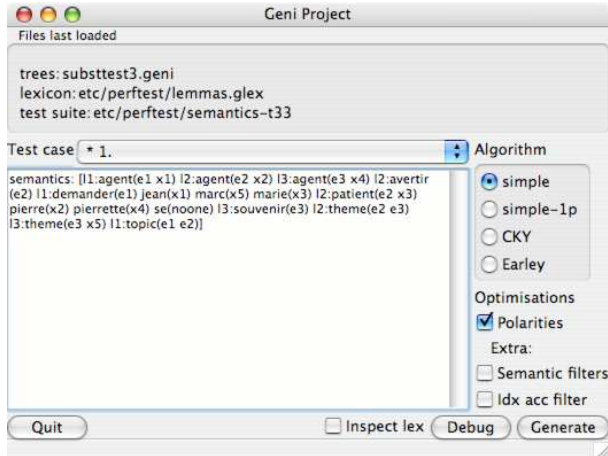 Geni Project
Files last loaded
trees: substtest3.geni
lexicon: etc/perftest/lemmas.glex
test suite: etc/perftest/semantics-t33
Test case * 1.
semantics: [l1:agent(e1 x1) l2:agent(e2 x2) l3:agent(e3 x4) l2:avertir
(e2) l1:demander(e1) jean(x1) marc(x5) marie(x3) l2:patient(e2 x3)
pierre(x2) pierrette(x4) se(noone) l3:souvenir(e3) l2:theme(e2 e3)
l3:theme(e3 x5) l1:topic(e1 e2)]
Algorithm
simple
simple-1p
CKY
Earley
Optimisations
Polarities
Extra:
Semantic filters
Idx acc filter
Quit
Inspect lex
Debug
Generate